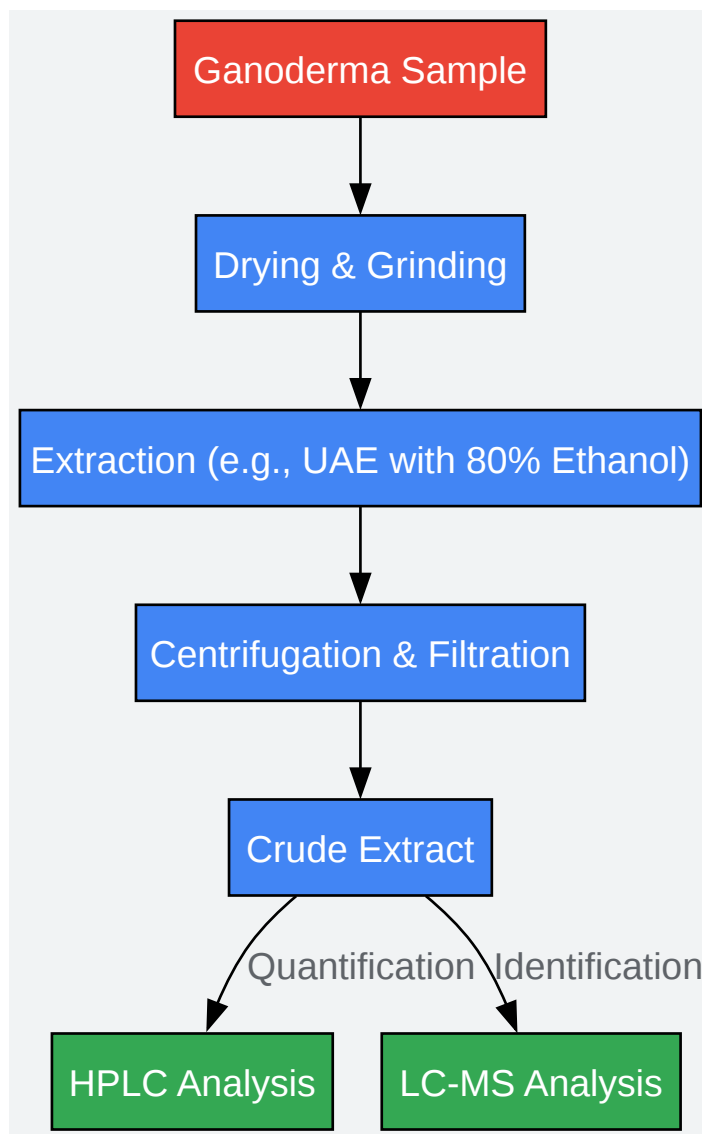 Ganoderma Sample
Drying & Grinding
Extraction (e.g., UAE with 80% Ethanol)
Centrifugation & Filtration
Crude Extract
Quantification
Identification
HPLC Analysis
LC-MS Analysis